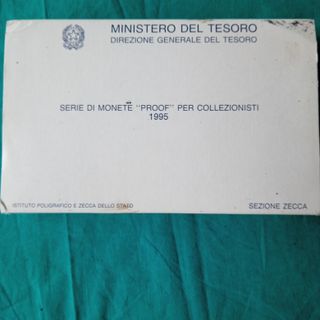 MINISTERO DEL TESORO
DIREZIONE GENERALE DEL TESORO
SERIE DI MONETE "PROOF" PER COLLEZIONISTI
1995
ISTITUTO POLIGRAFICO E ZECCA DELLO STATO
SEZIONE ZECCA